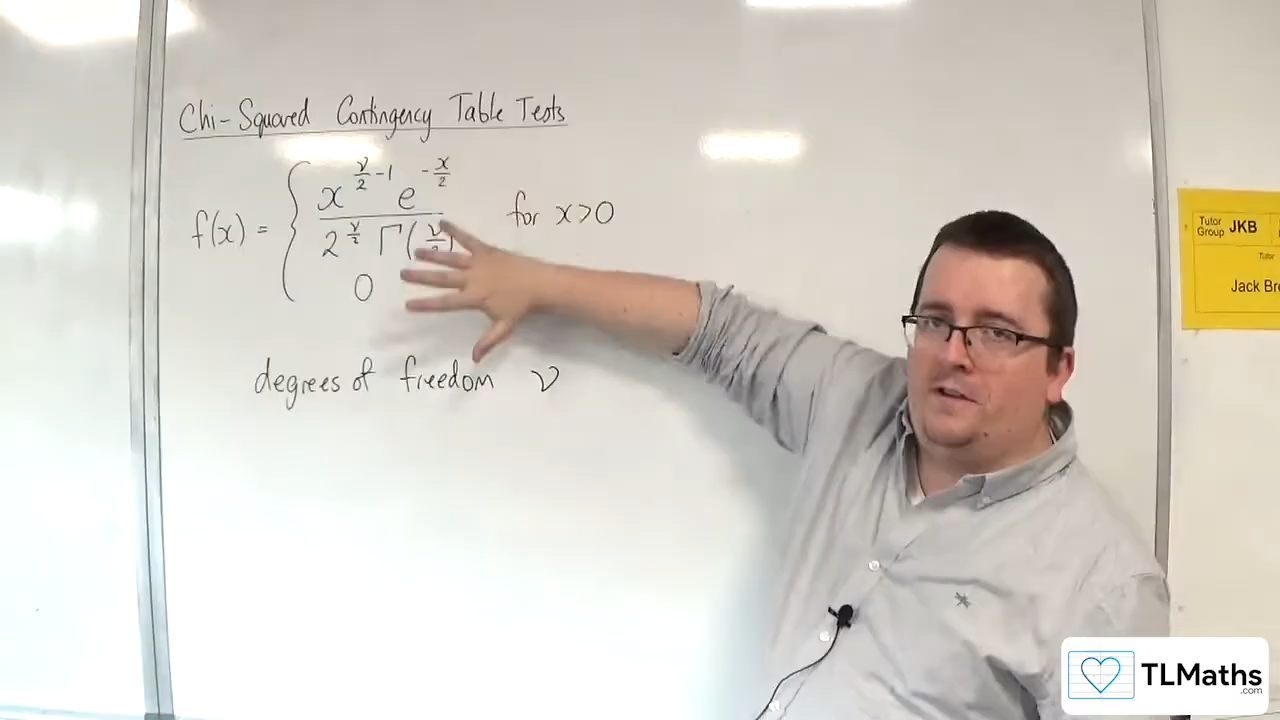 Chi-Squared Contingency Table Tests
f(x) = { x^(ν/2 -1) e^(-x/2) / 2^(ν/2) Γ(ν/2) for x>0
0
degrees of freedom ν
Tutor Group JKB
Tutor
Jack Bre
TLMaths
.com